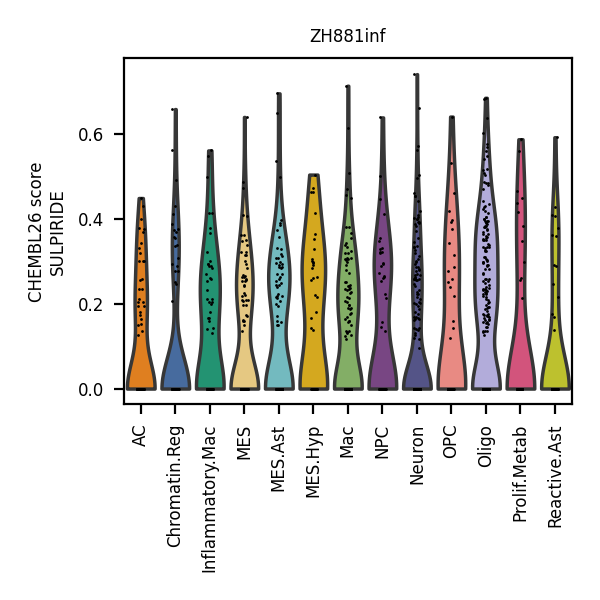 ZH881inf
CHEMBL26 score
SULPIRIDE
0.6
0.4
0.2
0.0
AC
Chromatin.Reg
Inflammatory.Mac
MES
MES.Ast
MES.Hyp
Mac
NPC
Neuron
OPC
Oligo
Prolif.Metab
Reactive.Ast